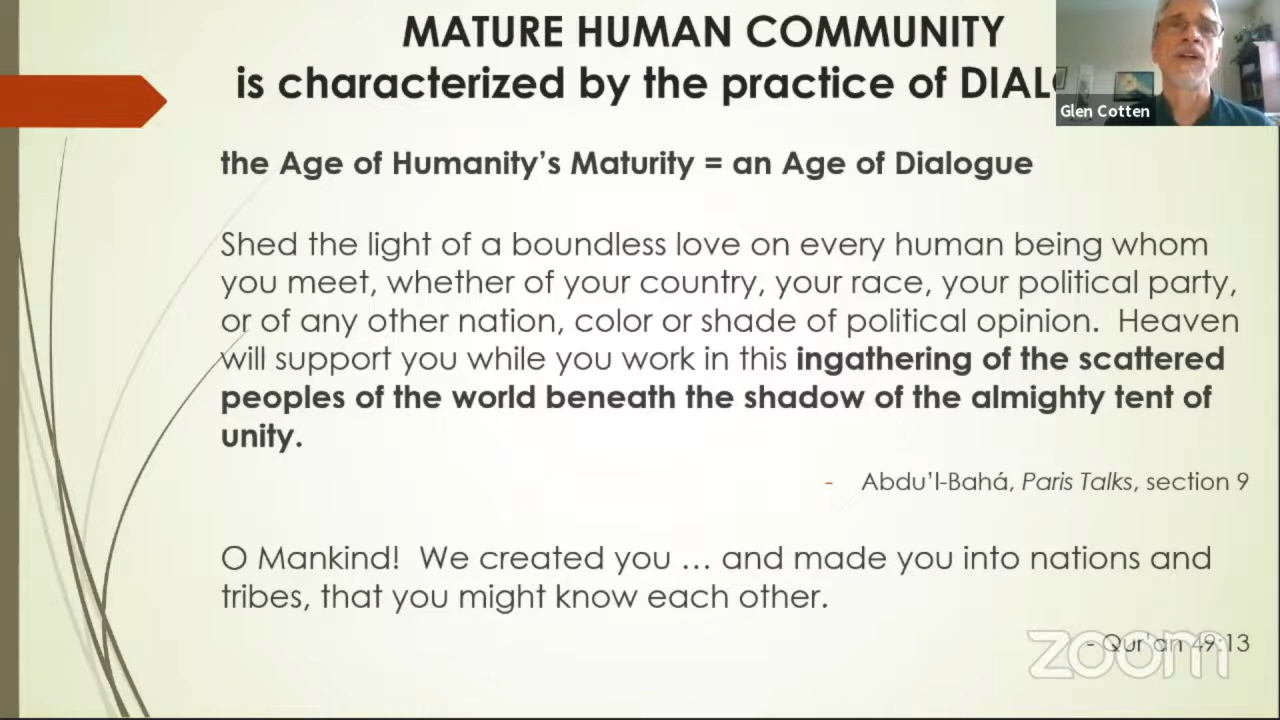 MATURE HUMAN COMMUNITY
is characterized by the practice of
Glen Cotten
the Age of Humanity’s Maturity = an Age of Dialogue
Shed the light of a boundless love on every human being whom
you meet, whether of your country, your race, your political party,
or of any other nation, color or shade of political opinion.  Heaven
will support you while you work in this ingathering of the scattered
peoples of the world beneath the shadow of the almighty tent of
unity.
- Abdu’l-Bahá, Paris Talks, section 9
O Mankind!  We created you … and made you into nations and
tribes, that you might know each other.
- Qur’an 49:13
zoom